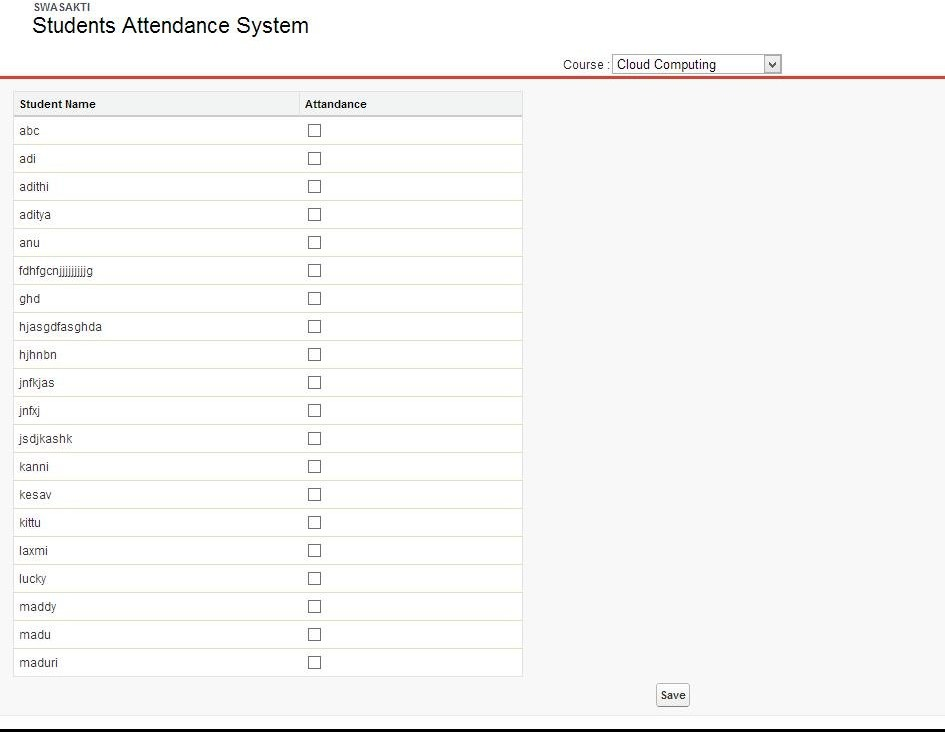 SWASAKTI
Students Attendance System
Course : Cloud Computing
Student Name Attandance
abc
adi
adithi
aditya
anu
fdhfgcnjjjjjjjjjg
ghd
hjasgdfasghda
hjhnbn
jnfkjas
jnfxj
jsdjkashk
kanni
kesav
kittu
laxmi
lucky
maddy
madu
maduri
Save